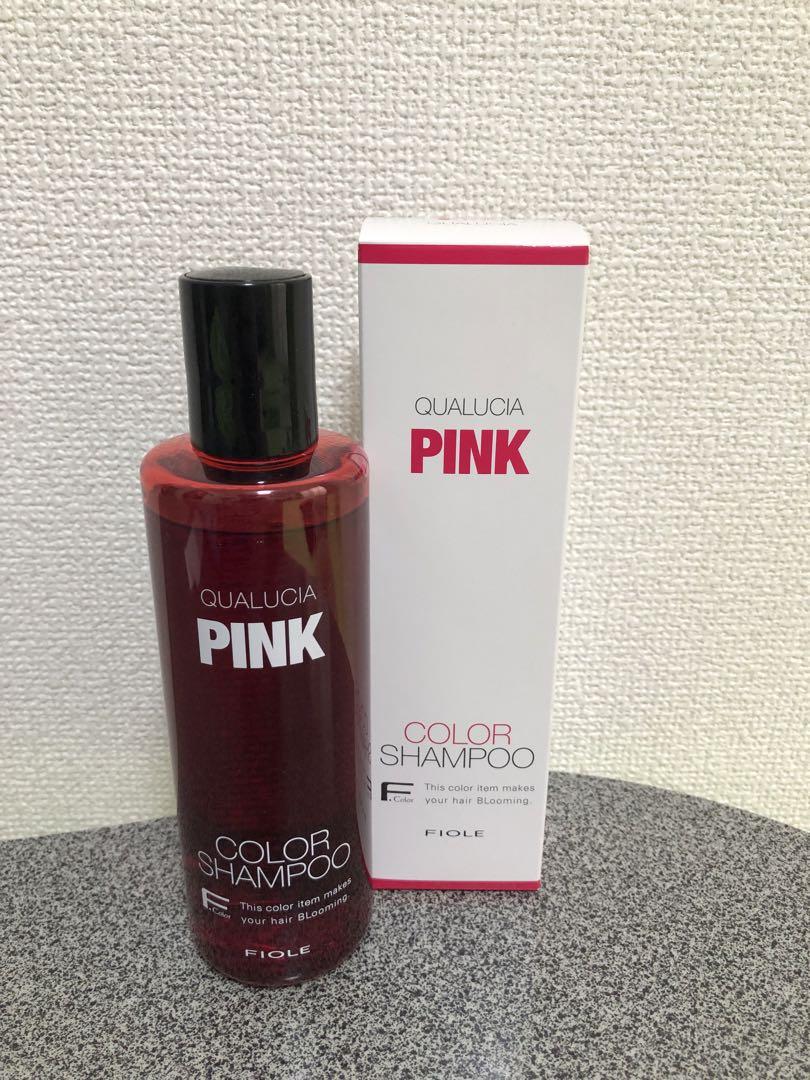 QUALUCIA
PINK
COLOR
SHAMPOO
F.Color
This color item makes
your hair BLooming.
FIOLE
QUALUCIA
QUALUCIA
PINK
COLOR
SHAMPOO
F.Color
This color item makes
your hair BLooming.
FIOLE